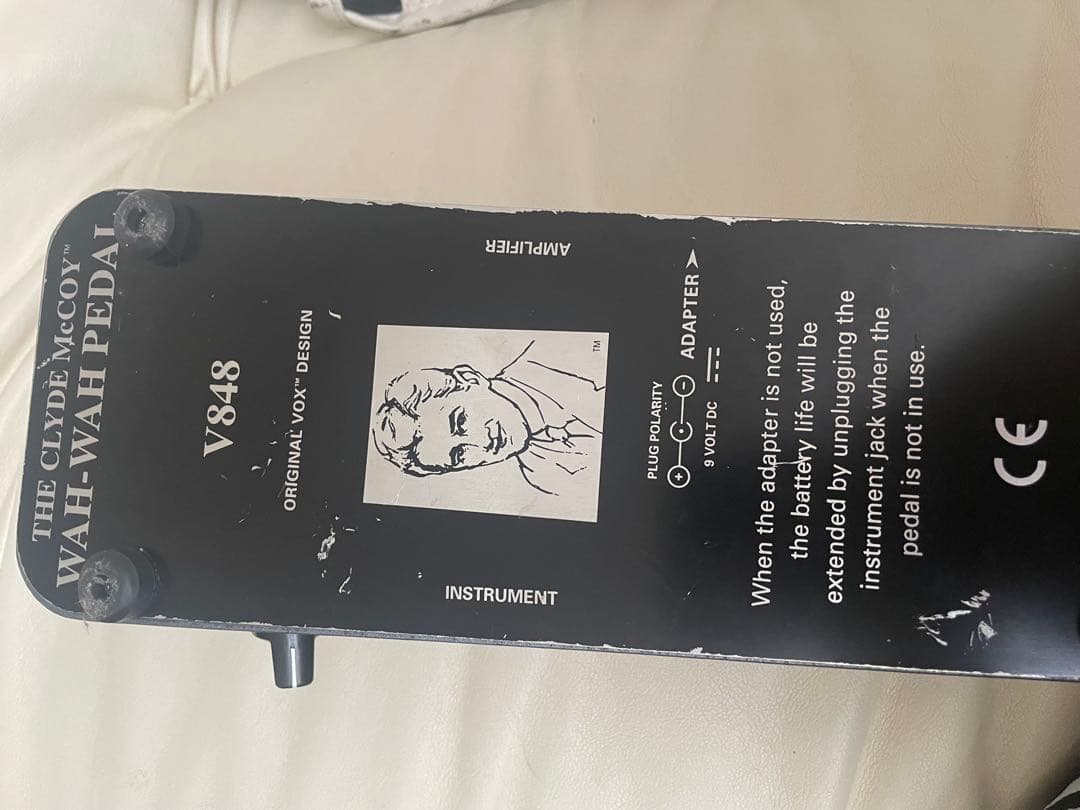 THE CLYDE McCOY™
WAH-WAH PEDAL
V848
ORIGINAL VOX™ DESIGN
AMPLIFIER
TM
INSTRUMENT
PLUG POLARITY
+ C -
ADAPTER
9 VOLT DC
When the adapter is not used,
the battery life will be
extended by unplugging the
instrument jack when the
pedal is not in use.
CE